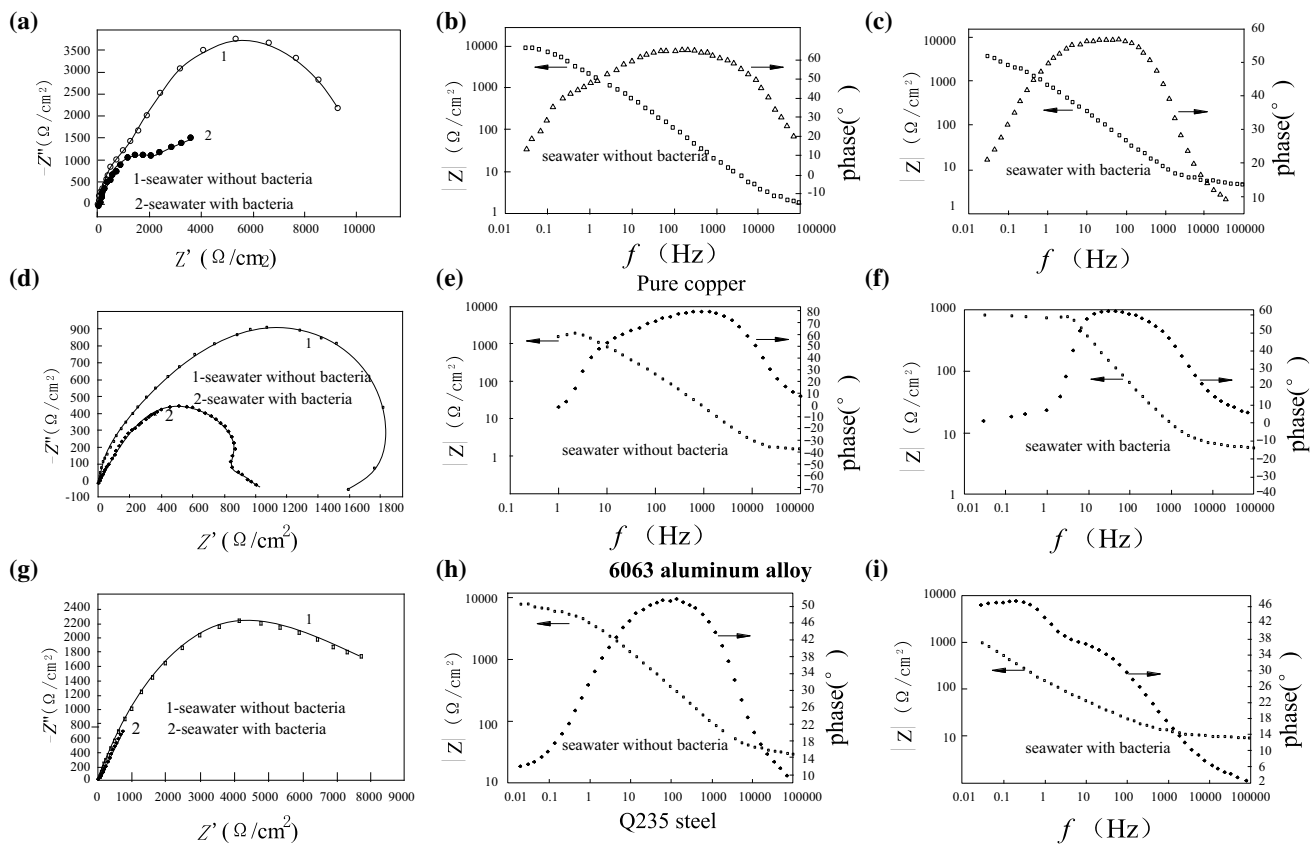 (a)
3500
3000
2500
2000
1500
1000
500
0
-Z"(Ω/cm²)
1
2
1-seawater without bacteria
2-seawater with bacteria
0 2000 4000 6000 8000 10000
Z' (Ω/cm2)
(b)
10000
1000
100
10
1
|Z| (Ω/cm²)
60
50
40
30
20
10
0
-10
phase(°)
seawater without bacteria
0.01 0.1 1 10 100 1000 10000 100000
f (Hz)
(c)
10000
1000
100
10
1
|Z| (Ω/cm²)
60
50
40
30
20
10
phase(°)
seawater with bacteria
0.01 0.1 1 10 100 1000 10000 100000
f (Hz)
Pure copper
(d)
900
800
700
600
500
400
300
200
100
0
-100
-Z"(Ω/cm²)
1
2
1-seawater without bacteria
2-seawater with bacteria
0 200 400 600 800 1000 1200 1400 1600 1800
Z' (Ω/cm²)
(e)
10000
1000
100
10
1
|Z| (Ω/cm²)
80
70
60
50
40
30
20
10
0
-10
-20
-30
-40
-50
-60
-70
phase(°)
seawater without bacteria
0.1 1 10 100 1000 10000 100000
f (Hz)
(f)
1000
100
10
1
|Z| (Ω/cm²)
60
50
40
30
20
10
0
-10
-20
-30
-40
phase(°)
seawater with bacteria
0.01 0.1 1 10 100 1000 10000 100000
f (Hz)
6063 aluminum alloy
(g)
2400
2200
2000
1800
1600
1400
1200
1000
800
600
400
200
0
-Z"(Ω/cm²)
1
2
1-seawater without bacteria
2-seawater with bacteria
0 1000 2000 3000 4000 5000 6000 7000 8000 9000
Z' (Ω/cm²)
(h)
10000
1000
100
10
|Z| (Ω/cm²)
50
45
40
35
30
25
20
15
10
phase(°)
seawater without bacteria
0.01 0.1 1 10 100 1000 10000 100000
f (Hz)
(i)
10000
1000
100
10
|Z| (Ω/cm²)
46
42
38
34
30
26
22
18
14
10
6
2
phase(°)
seawater with bacteria
0.01 0.1 1 10 100 1000 10000 100000
f (Hz)
Q235 steel